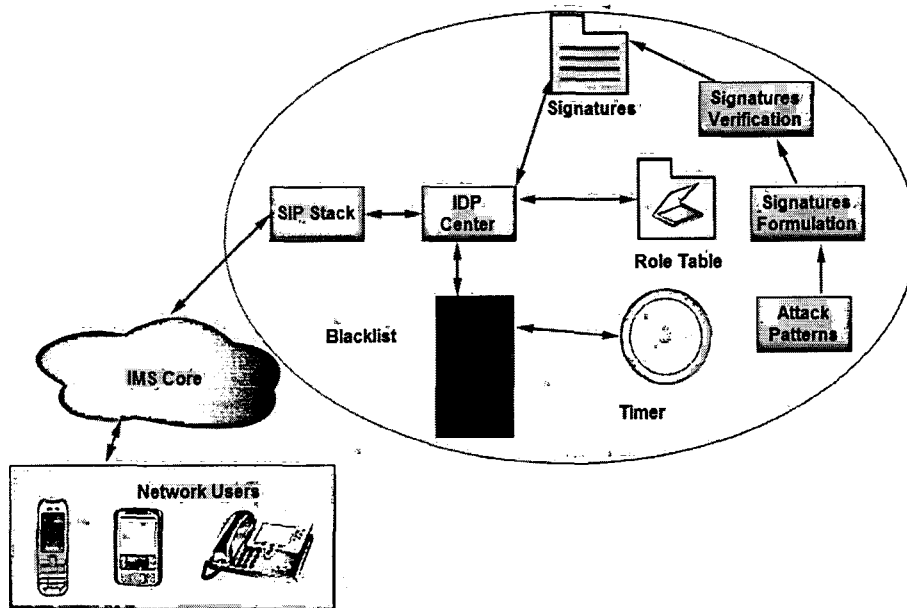 Signatures
Signatures
Verification
SIP Stack
IDP
Center
Role Table
Signatures
Formulation
Blacklist
Attack
Patterns
Timer
IMS Core
Network Users